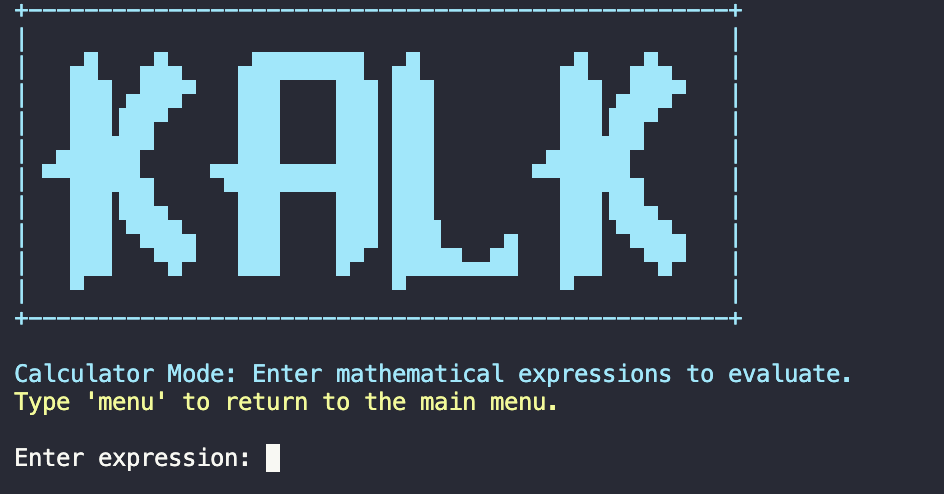 KALK
Calculator Mode: Enter mathematical expressions to evaluate.
Type 'menu' to return to the main menu.
Enter expression: